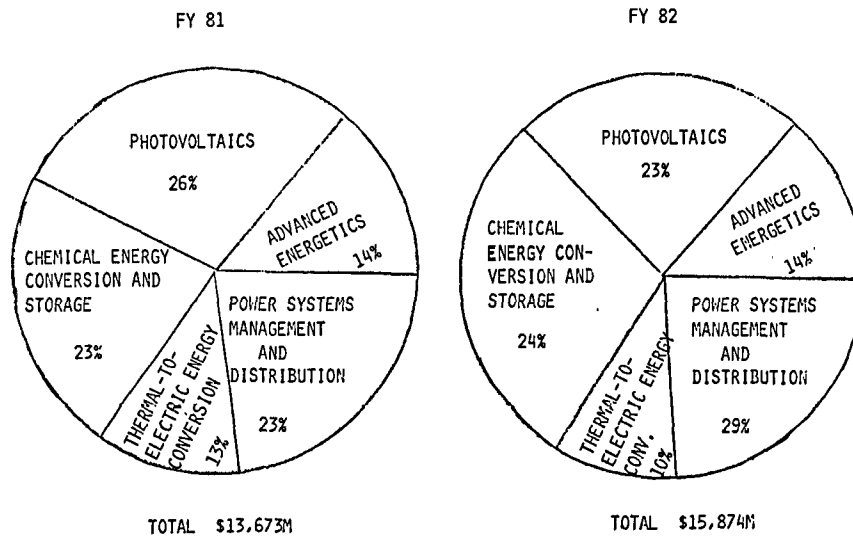 FY 81
PHOTOVOLTAICS
26%
ADVANCED
ENERGETICS
14%
CHEMICAL ENERGY
CONVERSION AND
STORAGE
23%
POWER SYSTEMS
MANAGEMENT
AND
DISTRIBUTION
23%
THERMAL-TO-
ELECTRIC ENERGY
CONVERSION
13%
TOTAL $13,673M
FY 82
PHOTOVOLTAICS
23%
ADVANCED
ENERGETICS
14%
CHEMICAL
ENERGY CON-
VERSION AND
STORAGE
24%
POWER SYSTEMS
MANAGEMENT
AND
DISTRIBUTION
29%
THERMAL-TO-
ELECTRIC ENERGY
CONV.
10%
TOTAL $15,874M